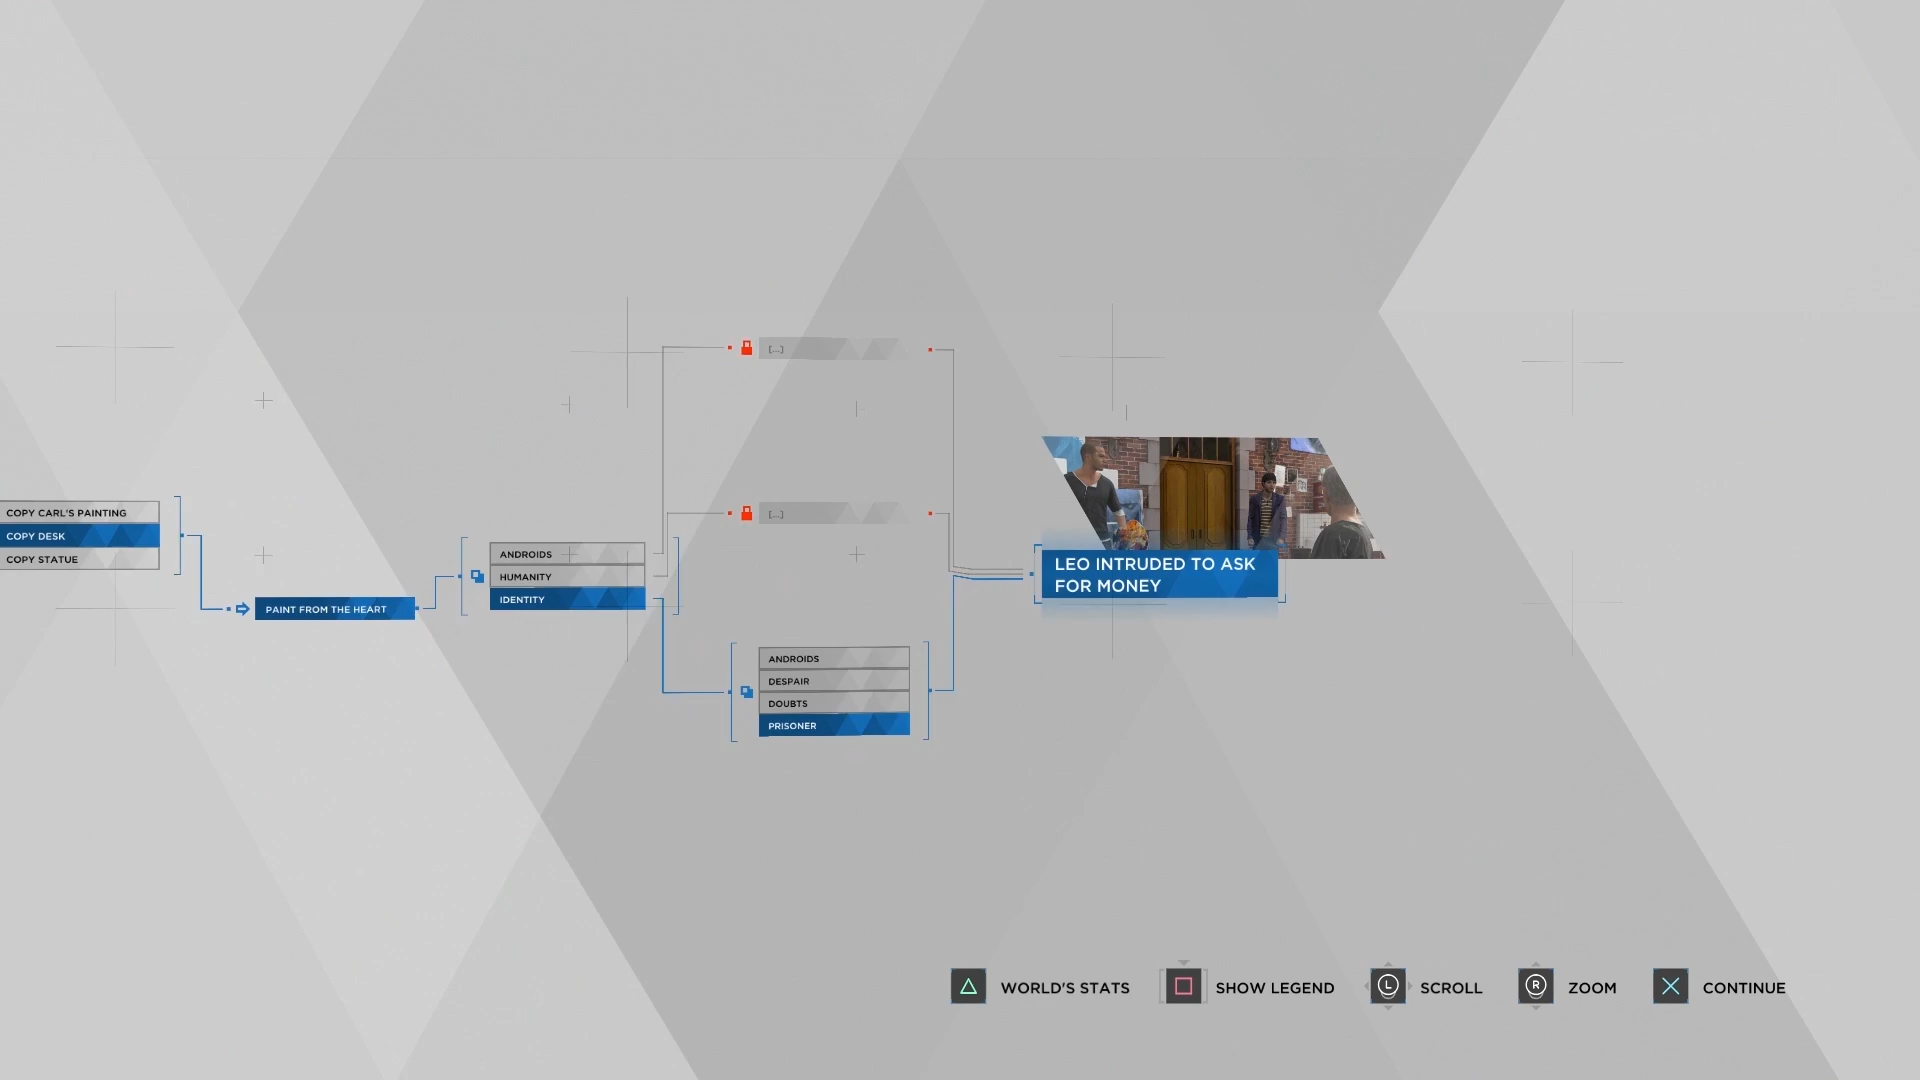 COPY CARL'S PAINTING
COPY DESK
COPY STATUE
PAINT FROM THE HEART
ANDROIDS
HUMANITY
IDENTITY
[...]
[...]
ANDROIDS
DESPAIR
DOUBTS
PRISONER
LEO INTRUDED TO ASK
FOR MONEY
WORLD'S STATS
SHOW LEGEND
L
SCROLL
R
ZOOM
CONTINUE